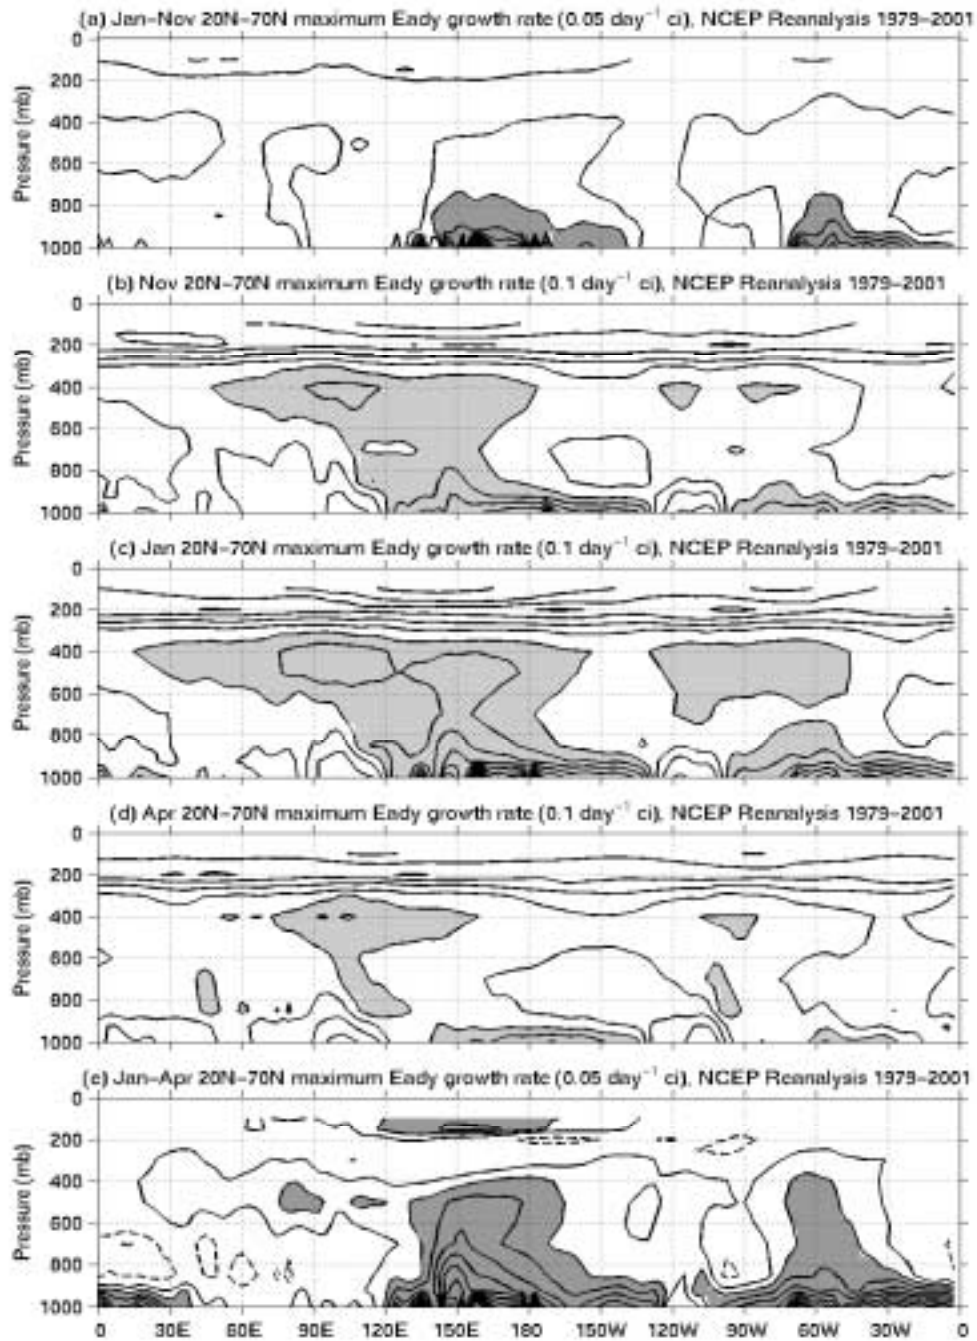 (a) Jan–Nov 20N–70N maximum Eady growth rate (0.05 day⁻¹ ci), NCEP Reanalysis 1979–2001
0
200
400
600
900
1000
Pressure (mb)
(b) Nov 20N–70N maximum Eady growth rate (0.1 day⁻¹ ci), NCEP Reanalysis 1979–2001
0
200
400
600
900
1000
Pressure (mb)
(c) Jan 20N–70N maximum Eady growth rate (0.1 day⁻¹ ci), NCEP Reanalysis 1979–2001
0
200
400
600
800
1000
Pressure (mb)
(d) Apr 20N–70N maximum Eady growth rate (0.1 day⁻¹ ci), NCEP Reanalysis 1979–2001
0
200
400
600
900
1000
Pressure (mb)
(e) Jan–Apr 20N–70N maximum Eady growth rate (0.05 day⁻¹ ci), NCEP Reanalysis 1979–2001
0
200
400
600
800
1000
Pressure (mb)
0 30E 60E 90E 120E 150E 180 150W 120W 90W 60W 30W 0